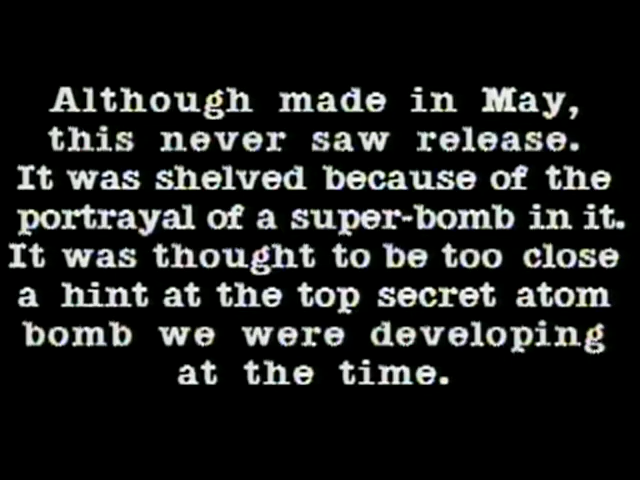 Although made in May,
this never saw release.
It was shelved because of the
portrayal of a super-bomb in it.
It was thought to be too close
a hint at the top secret atom
bomb we were developing
at the time.